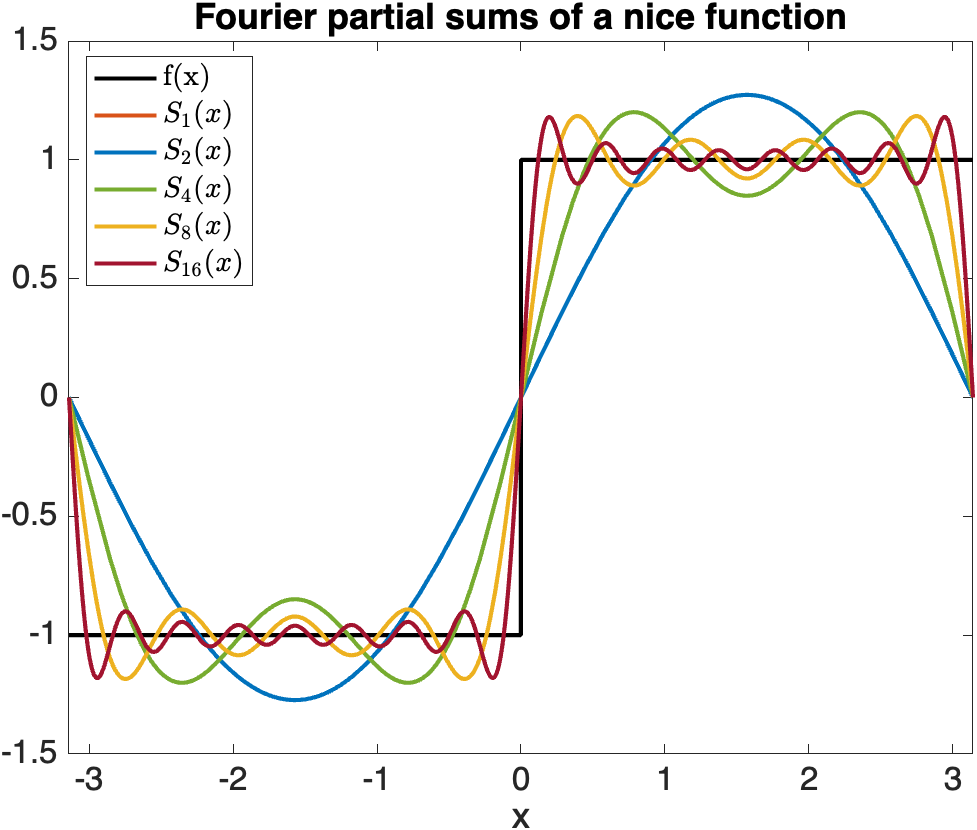 Fourier partial sums of a nice function
1.5
1
0.5
0
-0.5
-1
-1.5
f(x)
S₁(x)
S₂(x)
S₄(x)
S₈(x)
S₁₆(x)
-3 -2 -1 0 1 2 3
x